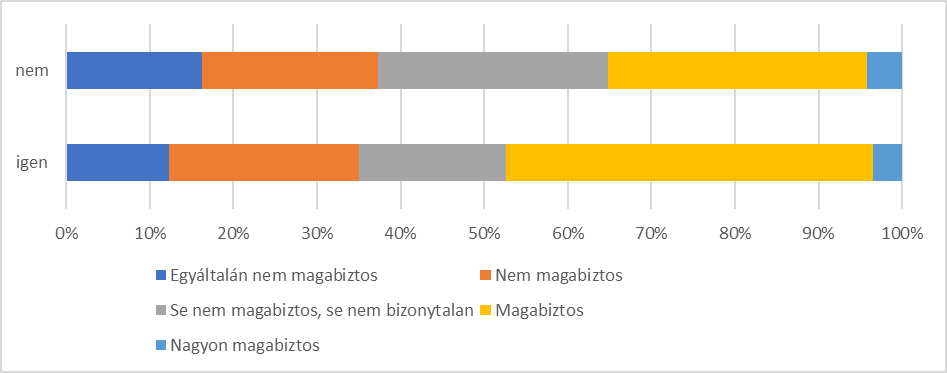 nem
igen
0% 10% 20% 30% 40% 50% 60% 70% 80% 90% 100%
Egyáltalán nem magabiztos Nem magabiztos
Se nem magabiztos, se nem bizonytalan Magabiztos
Nagyon magabiztos